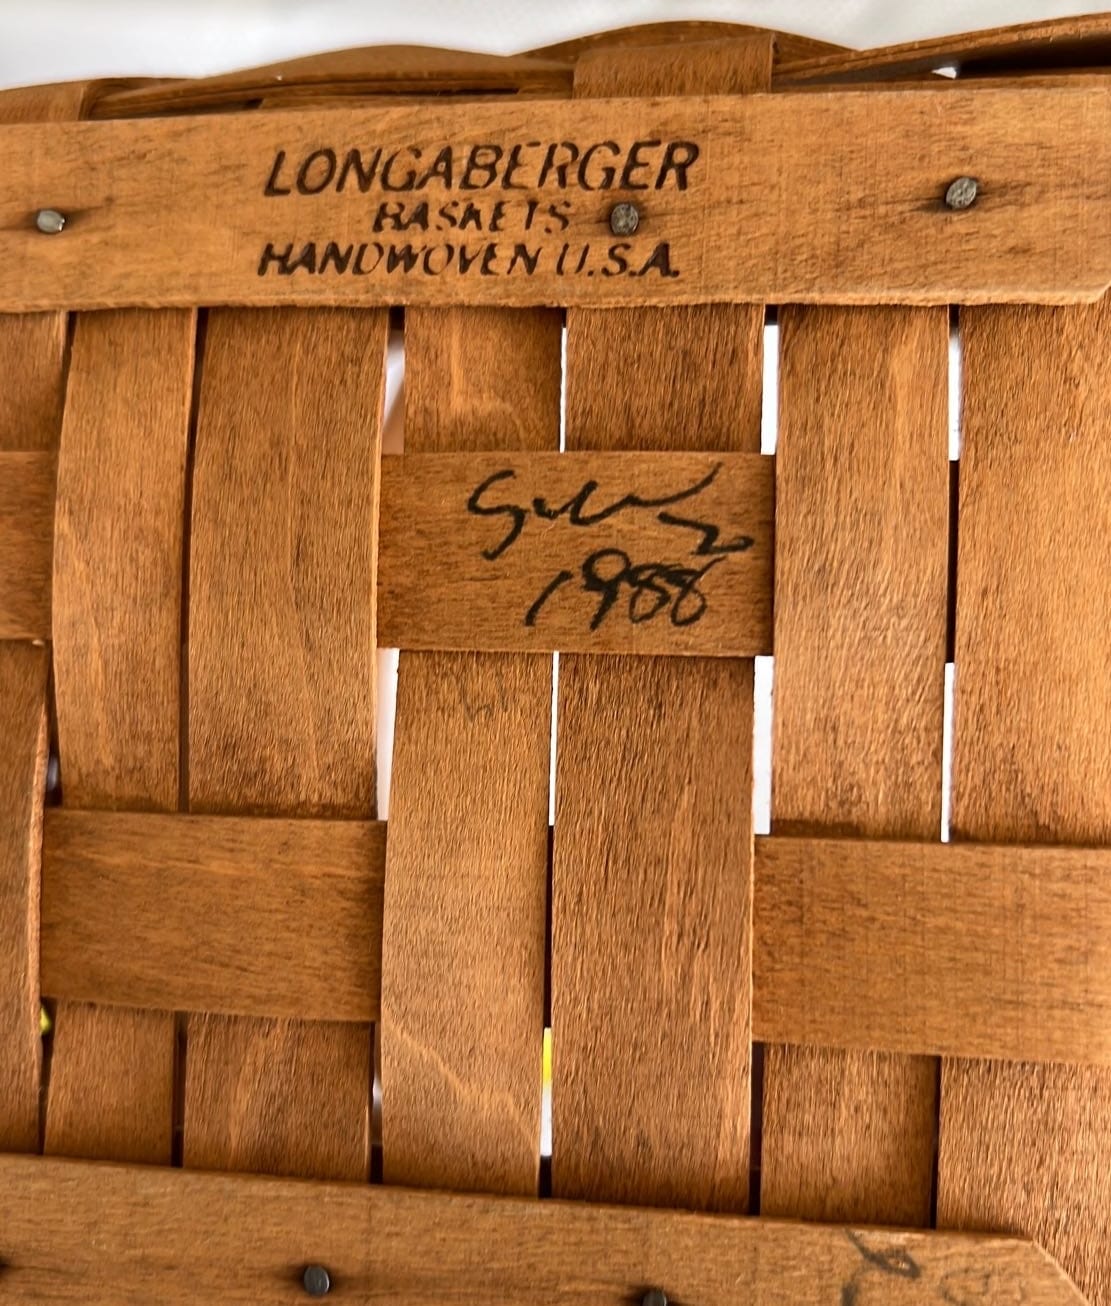 LONGABERGER
BASKETS
HANDWOVEN U.S.A.
1988